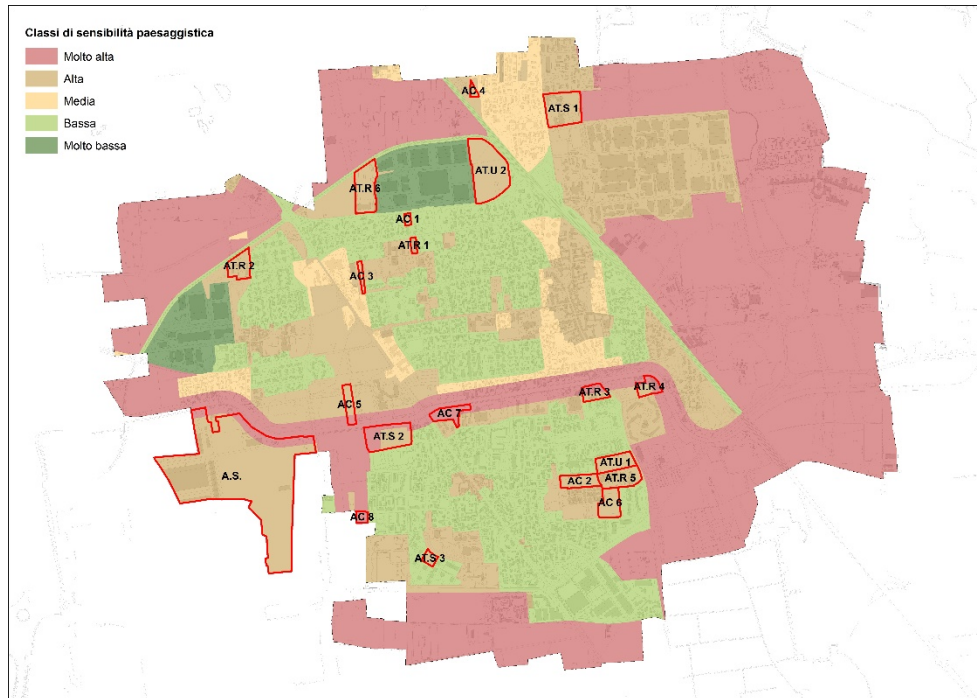 Classi di sensibilità paesaggistica
Molto alta
Alta
Media
Bassa
Molto bassa
AC 4
AT.S 1
AT.U 2
AT.R 6
AC 1
AT.R 1
AT.R 2
AC 3
AC 5
AT.R 3
AT.R 4
AC 7
AT.S 2
AT.U 1
AC 2
AT.R 5
A.S.
AC 6
AC 8
AT.S 3